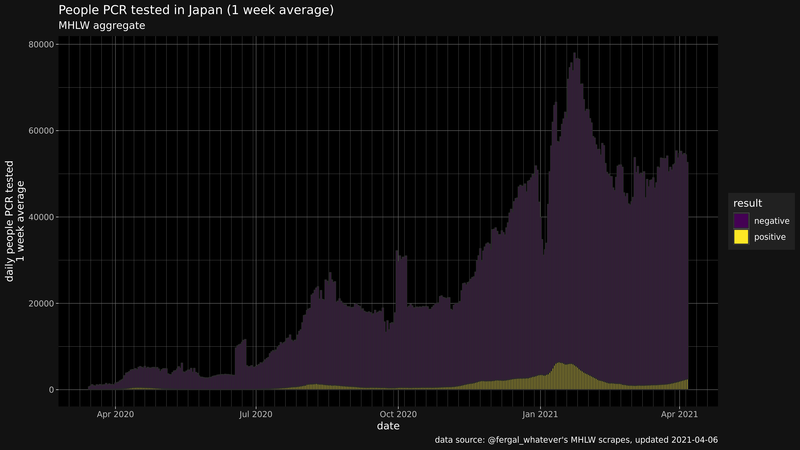 People PCR tested in Japan (1 week average)
MHLW aggregate
80000
60000
40000
20000
0
daily people PCR tested
1 week average
Apr 2020
Jul 2020
Oct 2020
Jan 2021
Apr 2021
date
result
negative
positive
data source: @fergal_whatever's MHLW scrapes, updated 2021-04-06